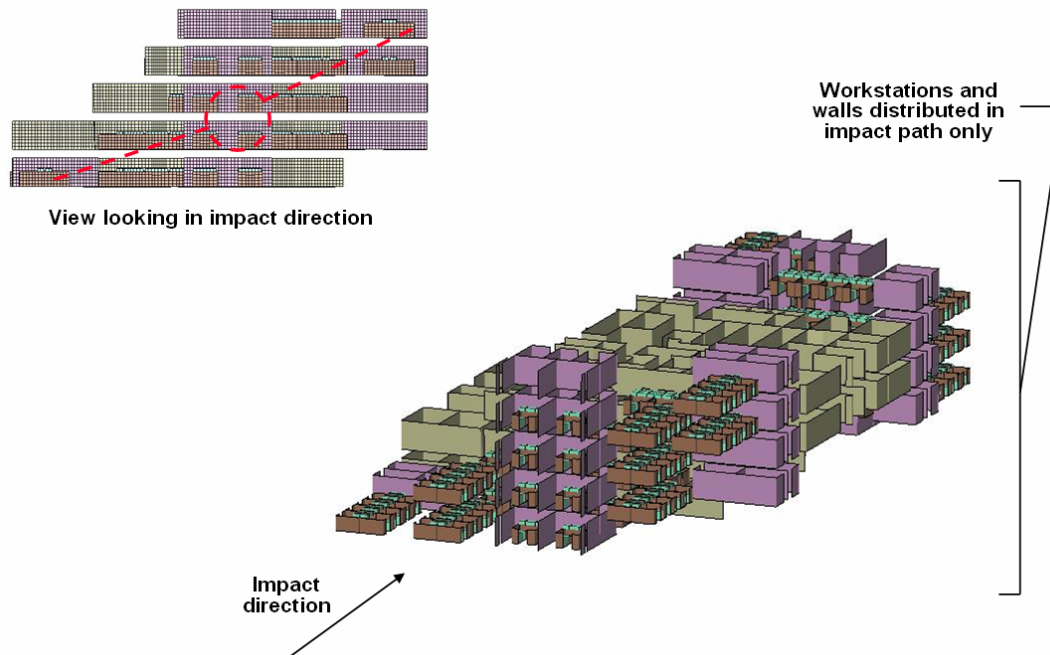 View looking in impact direction
Workstations and
walls distributed in
impact path only
Impact
direction